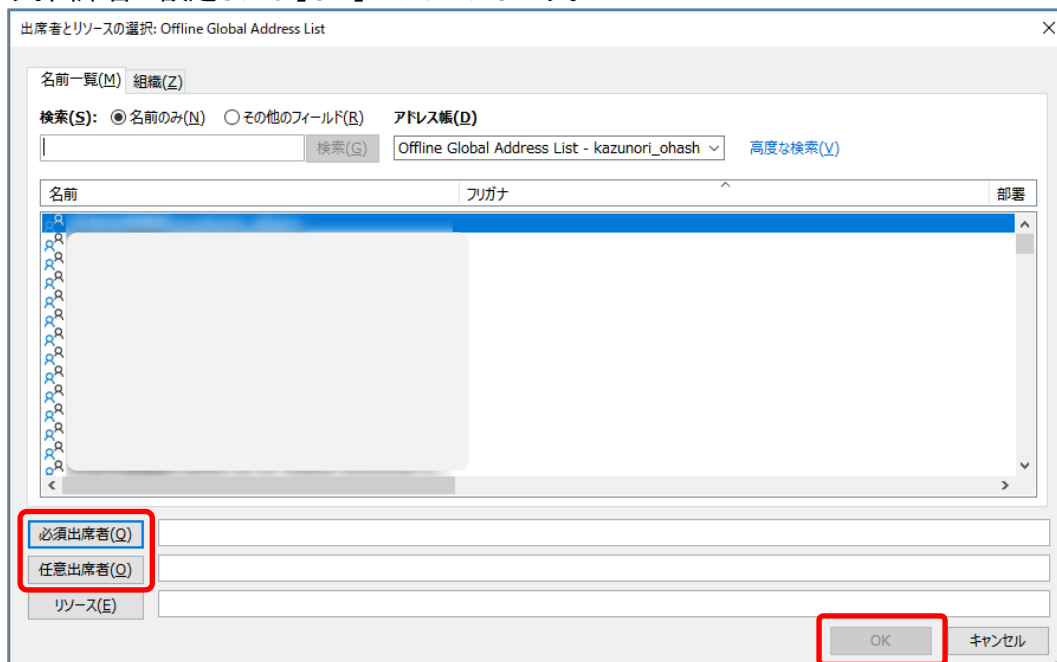 出席者とリソースの選択: Offline Global Address List
名前一覧(M) 組織(Z)
検索(S): 名前のみ(N) その他のフィールド(R) アドレス帳(D)
検索(G) Offline Global Address List - kazunori_ohash 高度な検索(V)
名前 フリガナ 部署
必須出席者(Q)
任意出席者(O)
リソース(E)
OK キャンセル